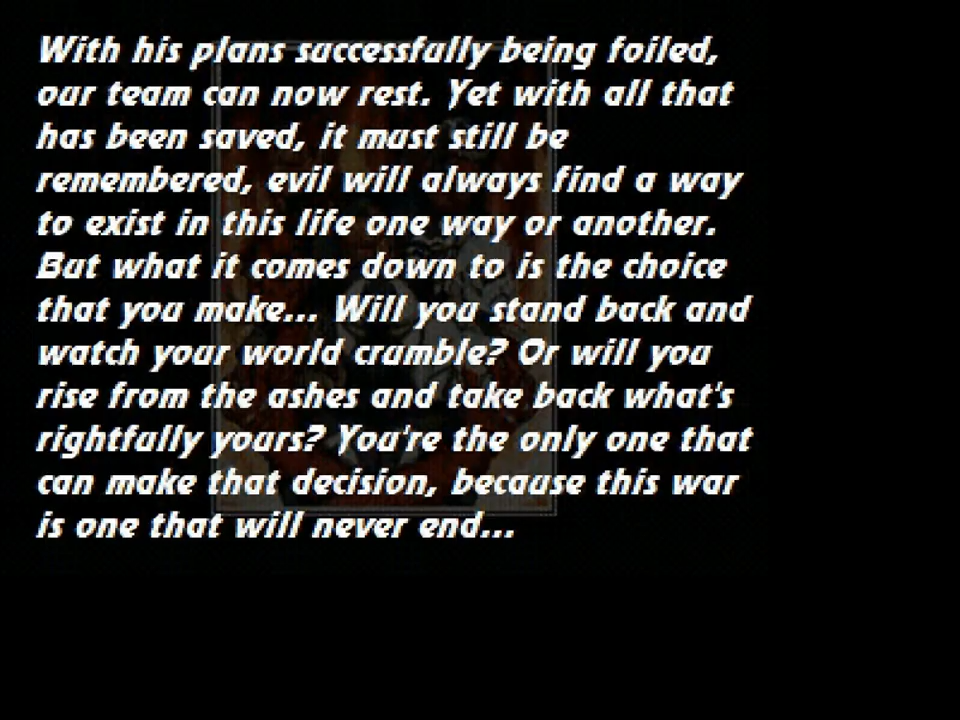 With his plans successfully being foiled,
our team can now rest. Yet with all that
has been saved, it must still be
remembered, evil will always find a way
to exist in this life one way or another.
But what it comes down to is the choice
that you make... Will you stand back and
watch your world crumble? Or will you
rise from the ashes and take back what's
rightfully yours? You're the only one that
can make that decision, because this war
is one that will never end...